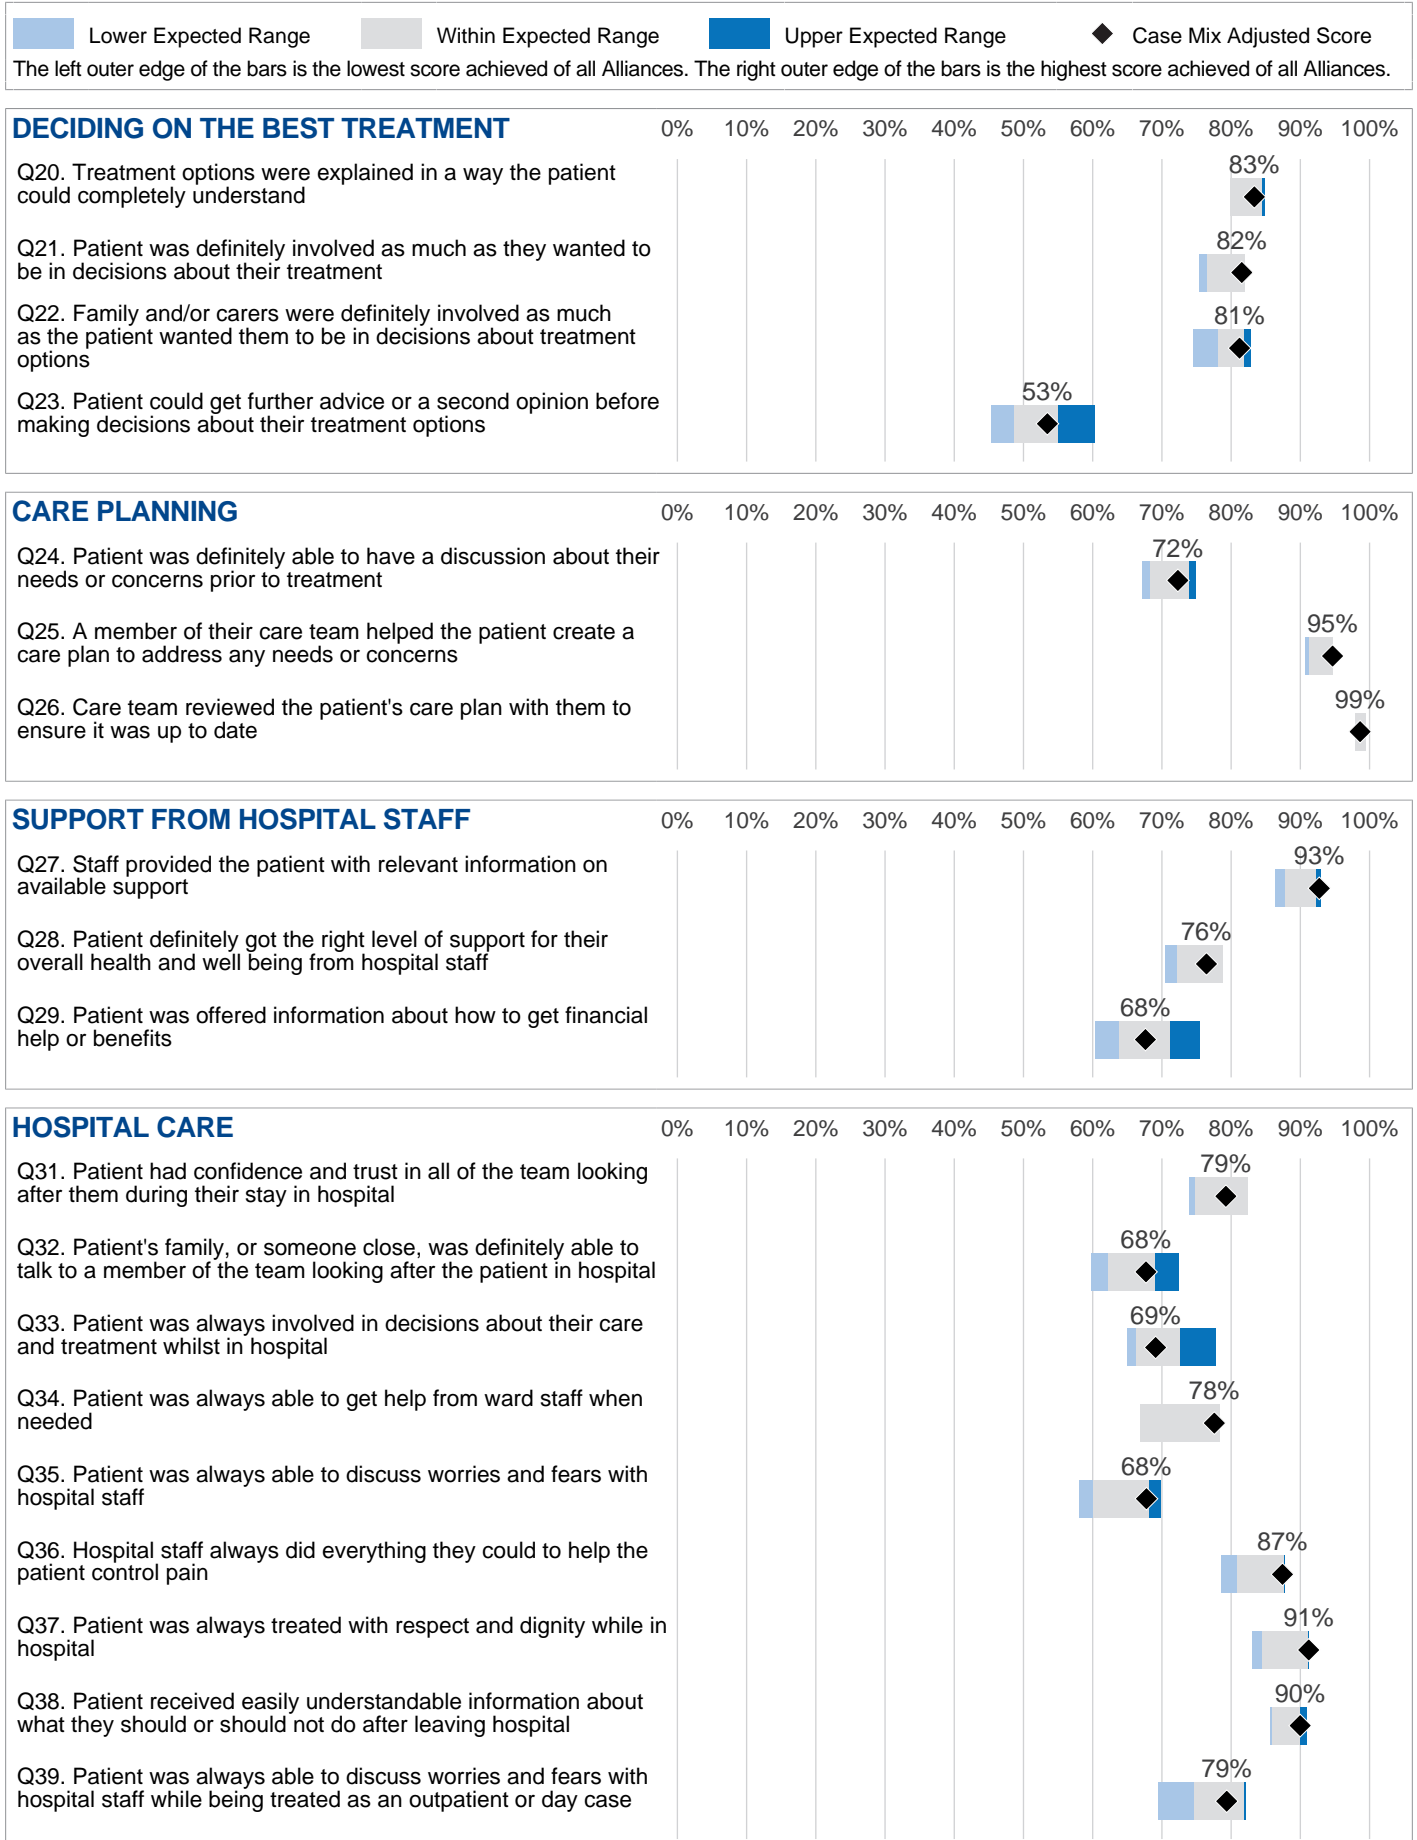 Lower Expected Range Within Expected Range Upper Expected Range Case Mix Adjusted Score
The left outer edge of the bars is the lowest score achieved of all Alliances. The right outer edge of the bars is the highest score achieved of all Alliances.
DECIDING ON THE BEST TREATMENT 0% 10% 20% 30% 40% 50% 60% 70% 80% 90% 100%
83%
Q20. Treatment options were explained in a way the patient
could completely understand
82%
Q21. Patient was definitely involved as much as they wanted to
be in decisions about their treatment
81%
Q22. Family and/or carers were definitely involved as much
as the patient wanted them to be in decisions about treatment
options
53%
Q23. Patient could get further advice or a second opinion before
making decisions about their treatment options
CARE PLANNING 0% 10% 20% 30% 40% 50% 60% 70% 80% 90% 100%
72%
Q24. Patient was definitely able to have a discussion about their
needs or concerns prior to treatment
95%
Q25. A member of their care team helped the patient create a
care plan to address any needs or concerns
99%
Q26. Care team reviewed the patient's care plan with them to
ensure it was up to date
SUPPORT FROM HOSPITAL STAFF 0% 10% 20% 30% 40% 50% 60% 70% 80% 90% 100%
93%
Q27. Staff provided the patient with relevant information on
available support
76%
Q28. Patient definitely got the right level of support for their
overall health and well being from hospital staff
68%
Q29. Patient was offered information about how to get financial
help or benefits
HOSPITAL CARE 0% 10% 20% 30% 40% 50% 60% 70% 80% 90% 100%
79%
Q31. Patient had confidence and trust in all of the team looking
after them during their stay in hospital
68%
Q32. Patient's family, or someone close, was definitely able to
talk to a member of the team looking after the patient in hospital
69%
Q33. Patient was always involved in decisions about their care
and treatment whilst in hospital
78%
Q34. Patient was always able to get help from ward staff when
needed
68%
Q35. Patient was always able to discuss worries and fears with
hospital staff
87%
Q36. Hospital staff always did everything they could to help the
patient control pain
91%
Q37. Patient was always treated with respect and dignity while in
hospital
90%
Q38. Patient received easily understandable information about
what they should or should not do after leaving hospital
79%
Q39. Patient was always able to discuss worries and fears with
hospital staff while being treated as an outpatient or day case